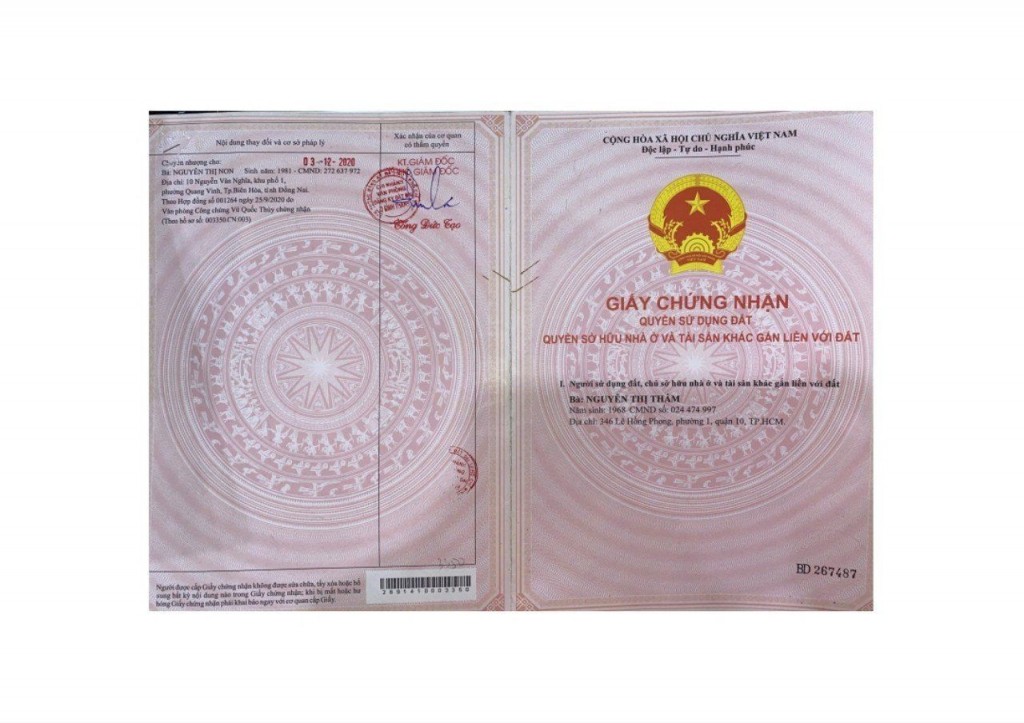 Nội dung thay đổi và cơ sở pháp lý
Xác nhận của cơ quan
có thẩm quyền
Chuyển nhượng cho:
03-12-2020
Bà: NGUYỄN THỊ NON Sinh năm: 1981 - CMND: 272 637 972
Địa chỉ: 10 Nguyễn Văn Nghĩa, khu phố 1,
phường Quang Vinh, Tp.Biên Hòa, tỉnh Đồng Nai.
Theo Hợp đồng số 001264 ngày 25/9/2020 do
Văn phòng Công chứng Võ Quốc Thùy chứng nhận.
(Theo hồ sơ số: 003350.CN.003)
KT.GIÁM ĐỐC
GIÁM ĐỐC
Tống Đức Tạo
Người được cấp Giấy chứng nhận không được sửa chữa, tẩy xóa hoặc bổ
sung bất kỳ nội dung nào trong Giấy chứng nhận; khi bị mất hoặc hư
hỏng Giấy chứng nhận phải khai báo ngay với cơ quan cấp Giấy.
CỘNG HÒA XÃ HỘI CHỦ NGHĨA VIỆT NAM
Độc lập - Tự do - Hạnh phúc
GIẤY CHỨNG NHẬN
QUYỀN SỬ DỤNG ĐẤT
QUYỀN SỞ HỮU NHÀ Ở VÀ TÀI SẢN KHÁC GẮN LIỀN VỚI ĐẤT
I. Người sử dụng đất, chủ sở hữu nhà ở và tài sản khác gắn liền với đất
Bà: NGUYỄN THỊ THẮM
Năm sinh: 1968 CMND số: 024 474 997
Địa chỉ: 346 Lê Hồng Phong, phường 1, quận 10, TP.HCM.
BD 267487